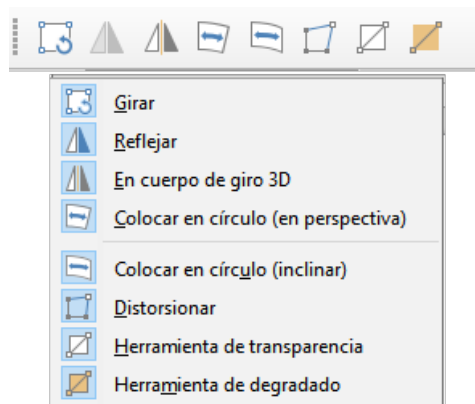 Girar
Reflejar
En cuerpo de giro 3D
Colocar en círculo (en perspectiva)
Colocar en círculo (inclinar)
Distorsionar
Herramienta de transparencia
Herramienta de degradado